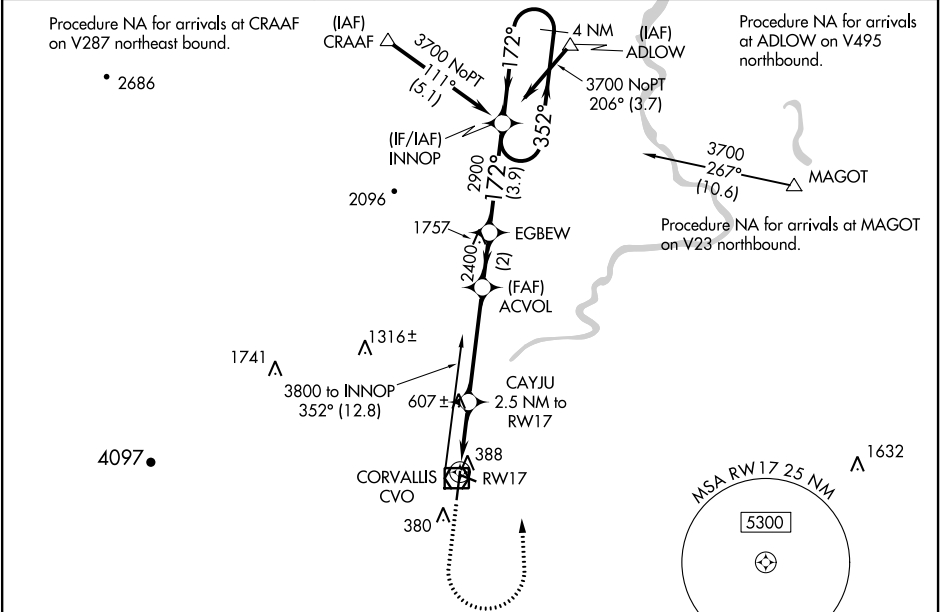 Procedure NA for arrivals at CRAAF
on V287 northeast bound.
2686
(IAF)
CRAAF
3700 NoPT
111°
(5.1)
172°
4 NM
(IAF)
ADLOW
3700 NoPT
206° (3.7)
352°
Procedure NA for arrivals
at ADLOW on V495
northbound.
(IF/IAF)
INNOP
2900
172°
(3.9)
3700
267°
(10.6)
MAGOT
Procedure NA for arrivals at MAGOT
on V23 northbound.
2096
1757
EGBEW
2400
(2)
(FAF)
ACVOL
1316±
1741
3800 to INNOP
352° (12.8)
607±
CAYJU
2.5 NM to
RW17
4097
388
CORVALLIS
CVO
RW17
380
1632
MSA RW17 25 NM
5300